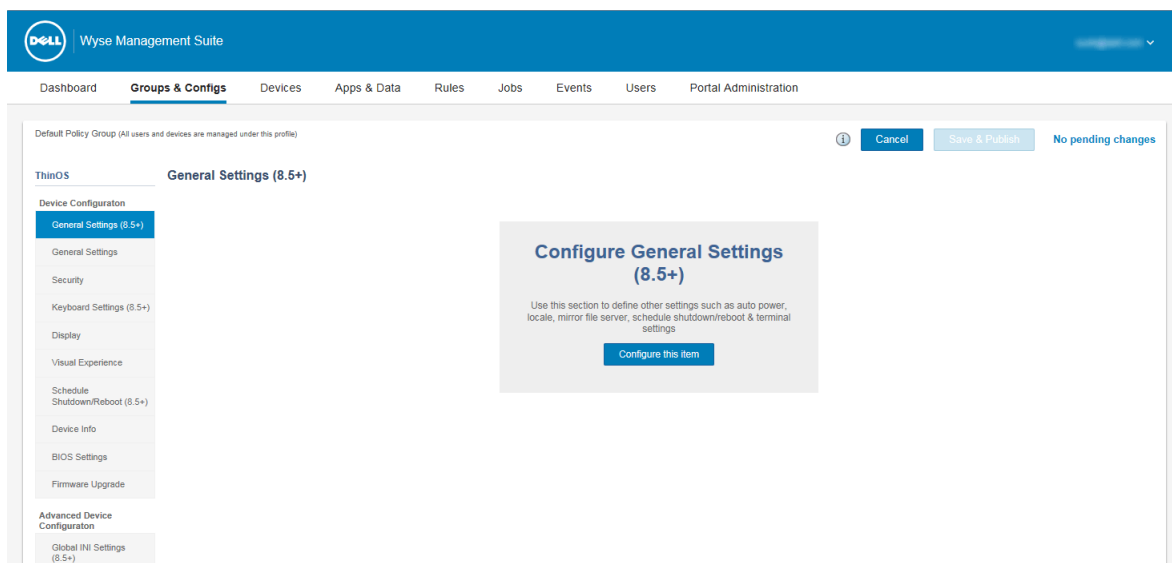 DELL
Wyse Management Suite
Dashboard Groups & Configs Devices Apps & Data Rules Jobs Events Users Portal Administration
Default Policy Group (All users and devices are managed under this profile)
i Cancel Save & Publish No pending changes
ThinOS
General Settings (8.5+)
Device Configuraton
General Settings (8.5+)
General Settings
Security
Keyboard Settings (8.5+)
Display
Visual Experience
Schedule
Shutdown/Reboot (8.5+)
Device Info
BIOS Settings
Firmware Upgrade
Advanced Device
Configuraton
Global INI Settings
(8.5+)
Configure General Settings
(8.5+)
Use this section to define other settings such as auto power,
locale, mirror file server, schedule shutdown/reboot & terminal
settings
Configure this item